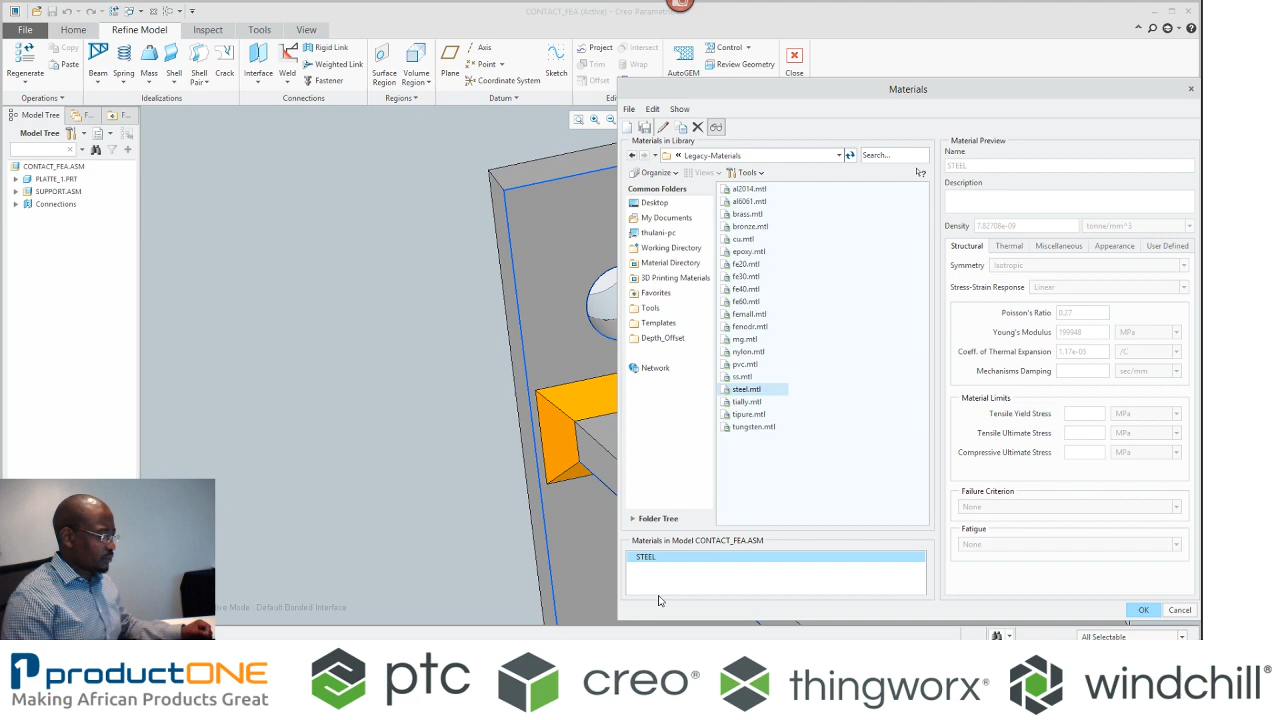 CONTACT_FEA (Active) - Creo Parametric
File Home Refine Model Inspect Tools View
Regenerate Copy Paste Beam Spring Mass Shell Shell Pair Crack Interface Weld Rigid Link Weighted Link Fastener Surface Region Volume Region Plane Axis Point Coordinate System Sketch Project Trim Offset Intersect Wrap AutoGEM Control Review Geometry Close
Operations Idealizations Connections Regions Datum
Model Tree F... F...
Model Tree
CONTACT_FEA.ASM
PLATTE_1.PRT
SUPPORT.ASM
Connections
Materials
File Edit Show
Materials in Library
« Legacy-Materials Search...
Organize Views Tools
Common Folders
Desktop
My Documents
thulani-pc
Working Directory
Material Directory
3D Printing Materials
Favorites
Tools
Templates
Depth_Offset
Network
Folder Tree
al2014.mtl
al6061.mtl
brass.mtl
bronze.mtl
cu.mtl
epoxy.mtl
fe20.mtl
fe30.mtl
fe40.mtl
fe60.mtl
femall.mtl
fenodr.mtl
mg.mtl
nylon.mtl
pvc.mtl
ss.mtl
steel.mtl
tially.mtl
tipure.mtl
tungsten.mtl
Materials in Model CONTACT_FEA.ASM
STEEL
Material Preview
Name
STEEL
Description
Density 7.82708e-09 tonne/mm^3
Structural Thermal Miscellaneous Appearance User Defined
Symmetry Isotropic
Stress-Strain Response Linear
Poisson's Ratio 0.27
Young's Modulus 199948 MPa
Coeff. of Thermal Expansion 1.17e-05 /C
Mechanisms Damping sec/mm
Material Limits
Tensile Yield Stress MPa
Tensile Ultimate Stress MPa
Compressive Ultimate Stress MPa
Failure Criterion
None
Fatigue
None
OK Cancel
Mode : Default Bonded Interface
All Selectable
productONE
Making African Products Great
ptc
creo®
thingworx®
windchill®